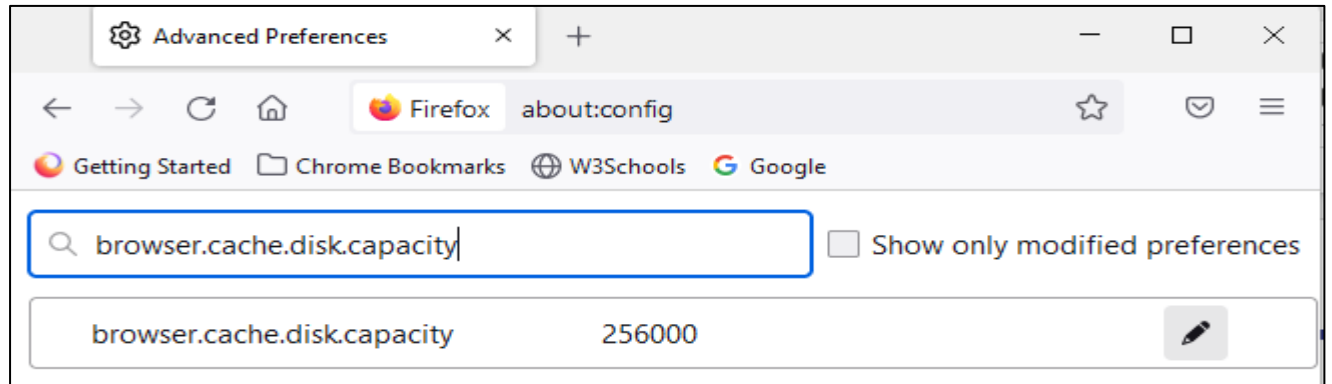 Advanced Preferences
Firefox about:config
Getting Started Chrome Bookmarks W3Schools G Google
browser.cache.disk.capacity Show only modified preferences
browser.cache.disk.capacity 256000